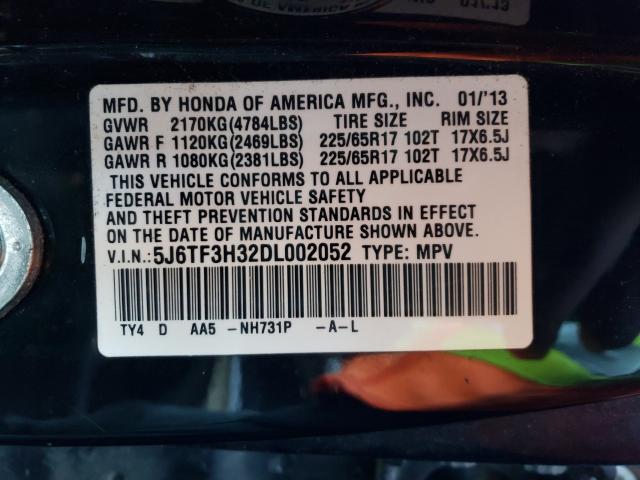 MFD. BY HONDA OF AMERICA MFG., INC. 01/'13
GVWR 2170KG(4784LBS) TIRE SIZE RIM SIZE
GAWR F 1120KG(2469LBS) 225/65R17 102T 17X6.5J
GAWR R 1080KG(2381LBS) 225/65R17 102T 17X6.5J
THIS VEHICLE CONFORMS TO ALL APPLICABLE
FEDERAL MOTOR VEHICLE SAFETY
AND THEFT PREVENTION STANDARDS IN EFFECT
ON THE DATE OF MANUFACTURE SHOWN ABOVE.
V.I.N.:5J6TF3H32DL002052 TYPE: MPV
TY4 D AA5 -NH731P -A-L